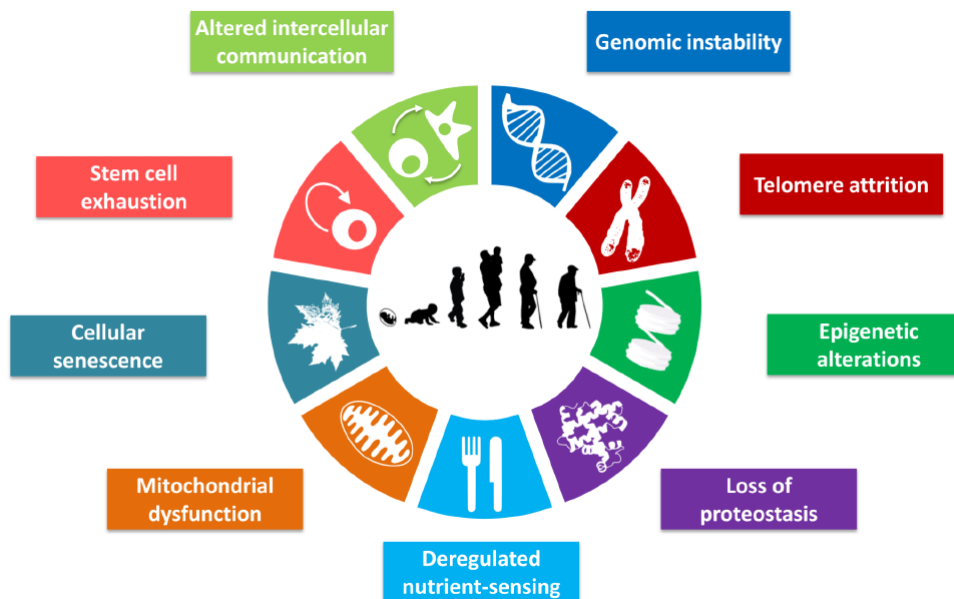 Altered intercellular
communication
Genomic instability
Stem cell
exhaustion
Telomere attrition
Cellular
senescence
Epigenetic
alterations
Mitochondrial
dysfunction
Loss of
proteostasis
Deregulated
nutrient-sensing